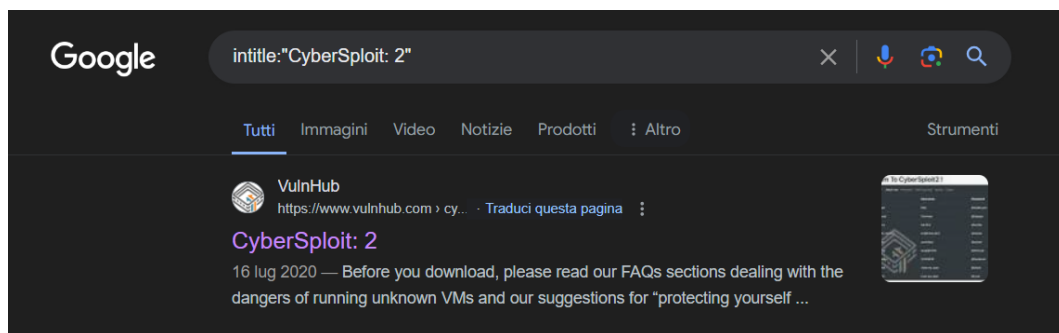 Google
intitle:"CyberSploit: 2"
Tutti Immagini Video Notizie Prodotti Altro Strumenti
VulnHub
https://www.vulnhub.com › cy... · Traduci questa pagina
CyberSploit: 2
16 lug 2020 — Before you download, please read our FAQs sections dealing with the
dangers of running unknown VMs and our suggestions for “protecting yourself ...
To CyberSploit2!